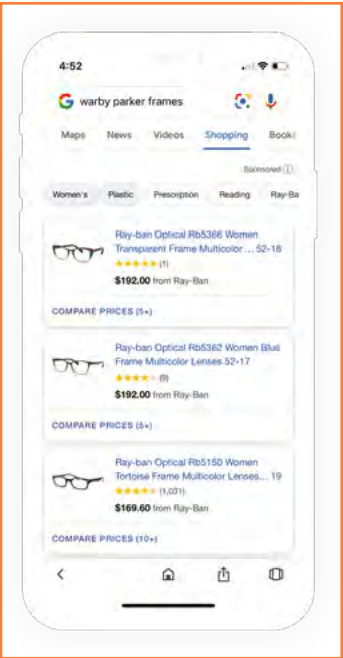 4:52
warby parker frames
Maps News Videos Shopping Book
Sponsored
Women's Plastic Prescription Reading Ray-Ba
Ray-ban Optical Rb5366 Women
Transparent Frame Multicolor ... 52-18
(1)
$192.00 from Ray-Ban
COMPARE PRICES (5+)
Ray-ban Optical Rb5362 Women Blue
Frame Multicolor Lenses 52-17
(9)
$192.00 from Ray-Ban
COMPARE PRICES (5+)
Ray-ban Optical Rb5150 Women
Tortoise Frame Multicolor Lenses... 19
(1,031)
$169.60 from Ray-Ban
COMPARE PRICES (10+)